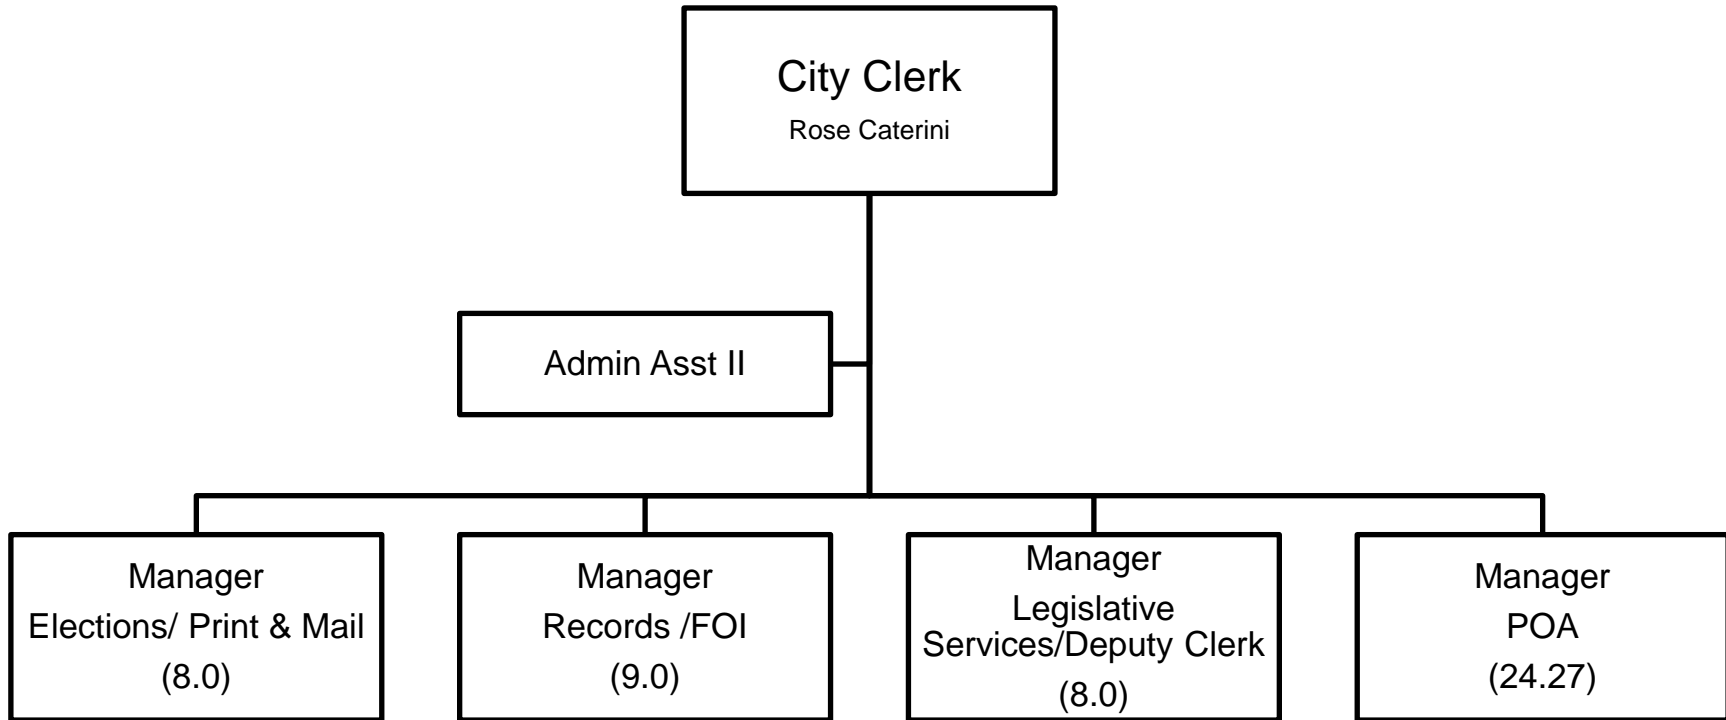 City Clerk
Rose Caterini
Admin Asst II
Manager
Elections/ Print & Mail
(8.0)
Manager
Records /FOI
(9.0)
Manager
Legislative
Services/Deputy Clerk
(8.0)
Manager
POA
(24.27)